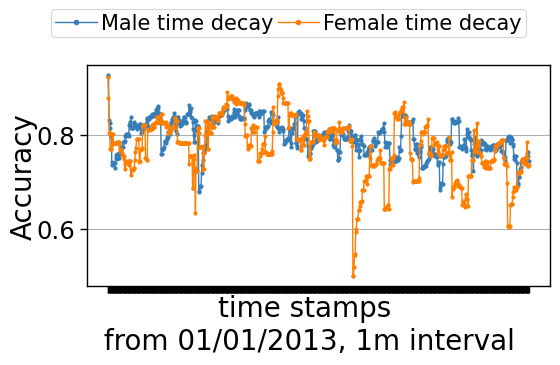 Male time decay Female time decay
Accuracy
0.8
0.6
time stamps
from 01/01/2013, 1m interval